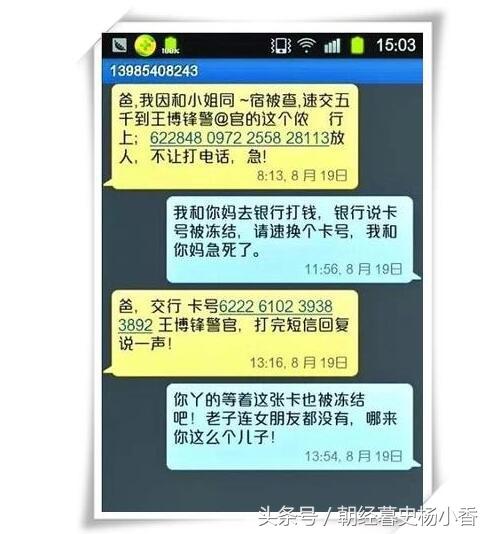 100%
15:03
13985408243
爸,我因和小姐同 ~宿被查,速交五
千到王博锋警@官的这个侬 行
上；622848 0972 2558 28113放
人，不让打电话，急!
8:13, 8 月 19日
我和你妈去银行打钱，银行说卡
号被冻结，请速换个卡号，我和
你妈急死了。
11:56, 8 月 19日
爸，交行 卡号6222 6102 3938
3892 王博锋警官，打完短信回复
说一声!
13:16, 8 月 19日
你丫的等着这张卡也被冻结
吧！老子连女朋友都没有，哪来
你这么个儿子!
13:54, 8 月 19日
头条号 / 朝经暮史杨小香